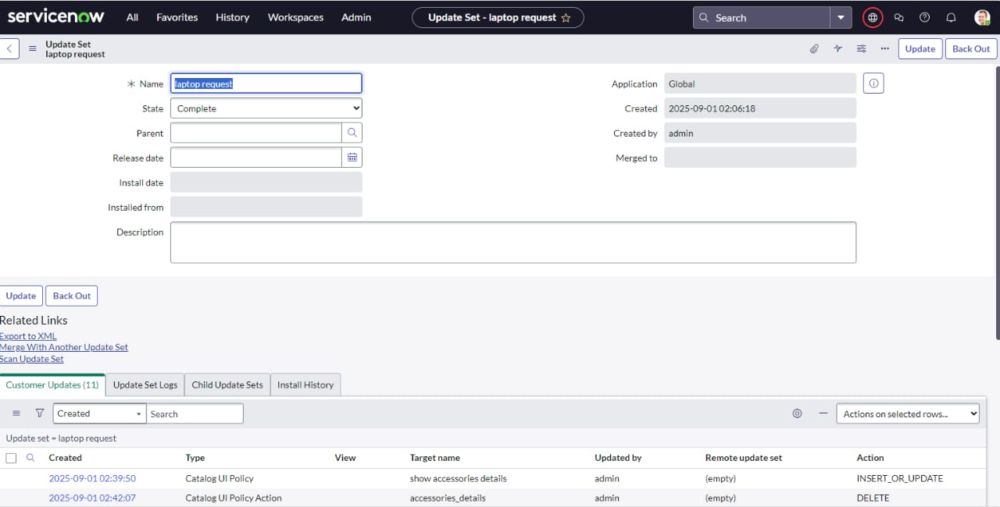 servicenow All Favorites History Workspaces Admin Update Set - laptop request Search
Update Set
laptop request
Update Back Out
Name laptop request Application Global
State Complete Created 2025-09-01 02:06:18
Parent Created by admin
Release date Merged to
Install date
Installed from
Description
Update Back Out
Related Links
Export to XML
Merge With Another Update Set
Scan Update Set
Customer Updates (11) Update Set Logs Child Update Sets Install History
Created Search Actions on selected rows...
Update set = laptop request
Created Type View Target name Updated by Remote update set Action
2025-09-01 02:39:50 Catalog UI Policy show accessories details admin (empty) INSERT_OR_UPDATE
2025-09-01 02:42:07 Catalog UI Policy Action accessories_details admin (empty) DELETE